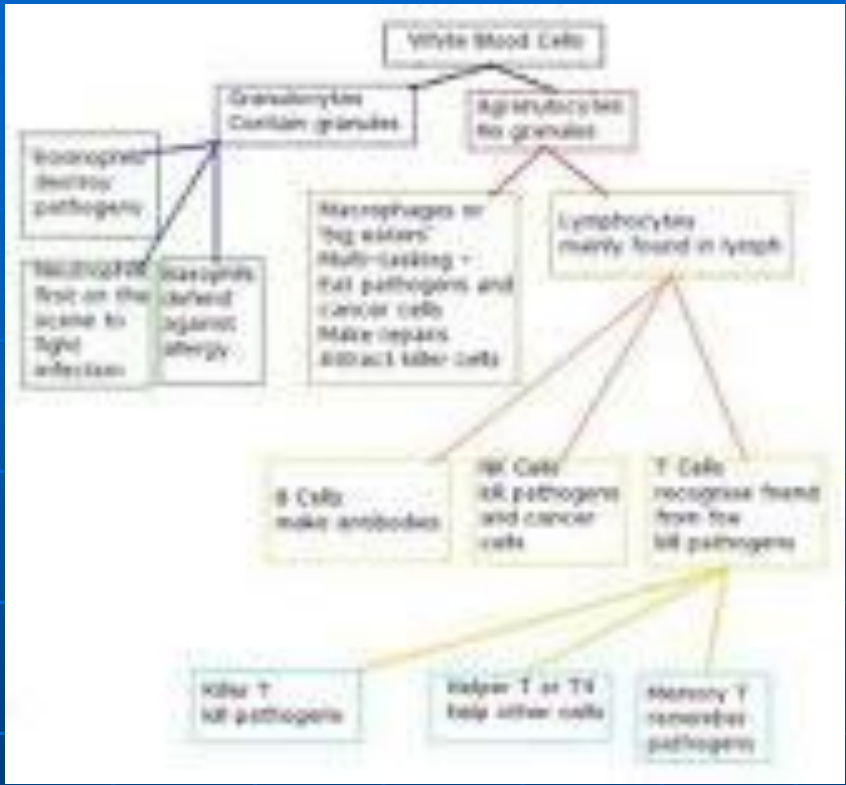 White Blood Cells
Granulocytes
Contain granules
Agranulocytes
No granules
Eosinophils
destroy
pathogens
Macrophages or
'big eaters'
Multi-tasking -
Eat pathogens and
cancer cells
Make repairs
Attract killer cells
Lymphocytes
mainly found in lymph
Neutrophils
first on the
scene to
fight
infection
Basophils
defend
against
allergy
B Cells
make antibodies
NK Cells
kill pathogens
and cancer
cells
T Cells
recognise friend
from foe
kill pathogens
Killer T
kill pathogens
Helper T or T4
help other cells
Memory T
remember
pathogens